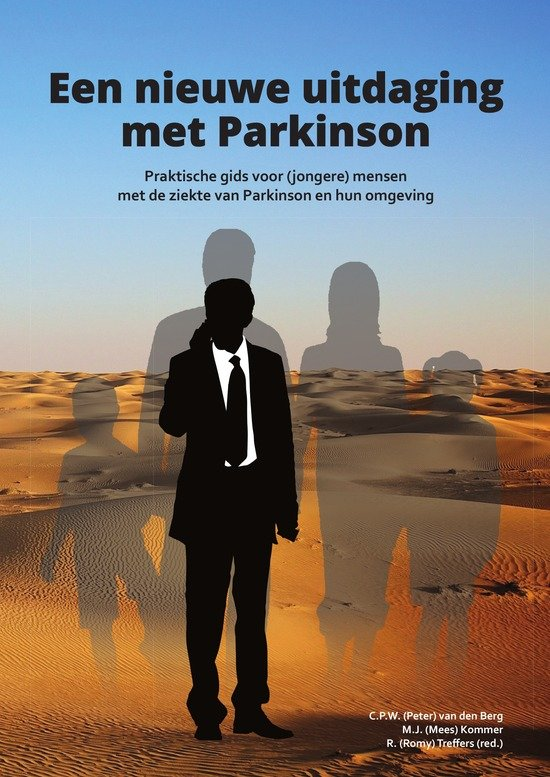 Een nieuwe uitdaging
met Parkinson
Praktische gids voor (jongere) mensen
met de ziekte van Parkinson en hun omgeving
C.P.W. (Peter) van den Berg
M.J. (Mees) Kommer
R. (Romy) Treffers (red.)